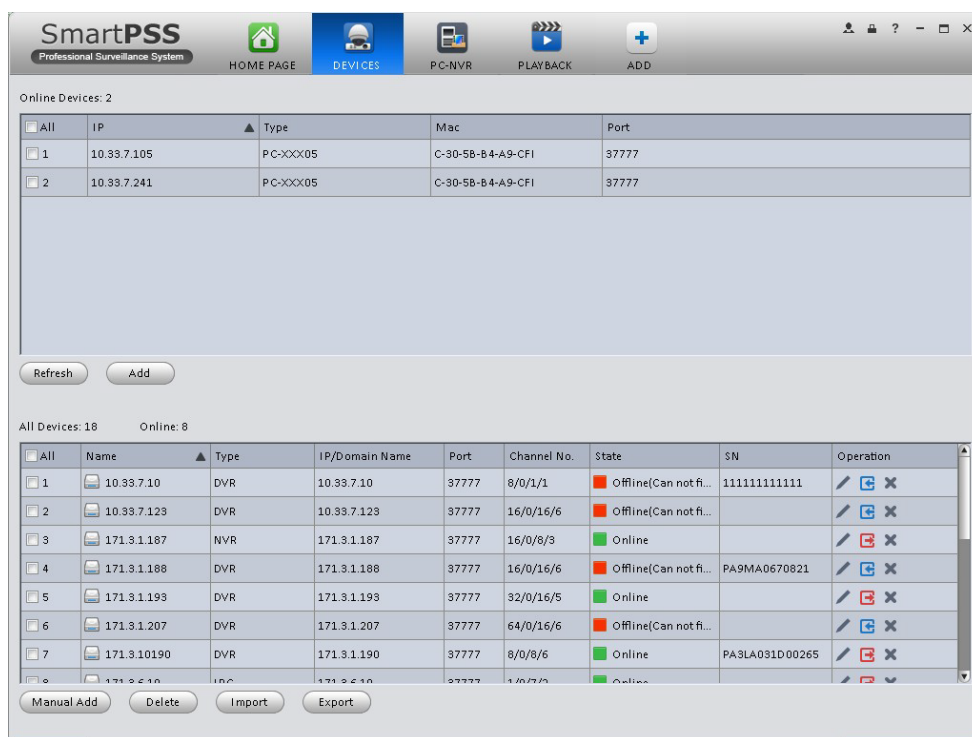 SmartPSS
Professional Surveillance System
HOME PAGE DEVICES PC-NVR PLAYBACK ADD
Online Devices: 2
All IP Type Mac Port
1 10.33.7.105 PC-XXX05 C-30-5B-B4-A9-CFI 37777
2 10.33.7.241 PC-XXX05 C-30-5B-B4-A9-CFI 37777
Refresh Add
All Devices: 18 Online: 8
All Name Type IP/Domain Name Port Channel No. State SN Operation
1 10.33.7.10 DVR 10.33.7.10 37777 8/0/1/1 Offline(Can not fi... 111111111111
2 10.33.7.123 DVR 10.33.7.123 37777 16/0/16/6 Offline(Can not fi...
3 171.3.1.187 NVR 171.3.1.187 37777 16/0/8/3 Online
4 171.3.1.188 DVR 171.3.1.188 37777 16/0/16/6 Offline(Can not fi... PA9MA0670821
5 171.3.1.193 DVR 171.3.1.193 37777 32/0/16/5 Online
6 171.3.1.207 DVR 171.3.1.207 37777 64/0/16/6 Offline(Can not fi...
7 171.3.10190 DVR 171.3.1.190 37777 8/0/8/6 Online PA3LA031D00265
Manual Add Delete Import Export